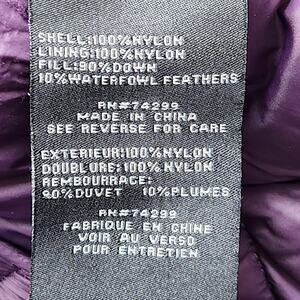 SHELL:100%NYLON
LINING:100%NYLON
FILL:90%DOWN
10%WATERFOWL FEATHERS
RN#74299
MADE IN CHINA
SEE REVERSE FOR CARE
EXTERIEUR:100%NYLON
DOUBLURE:100%NYLON
REMBOURRAGE:
90%DUVET 10%PLUMES
RN#74299
FABRIQUE EN CHINE
VOIR AU VERSO
POUR ENTRETIEN